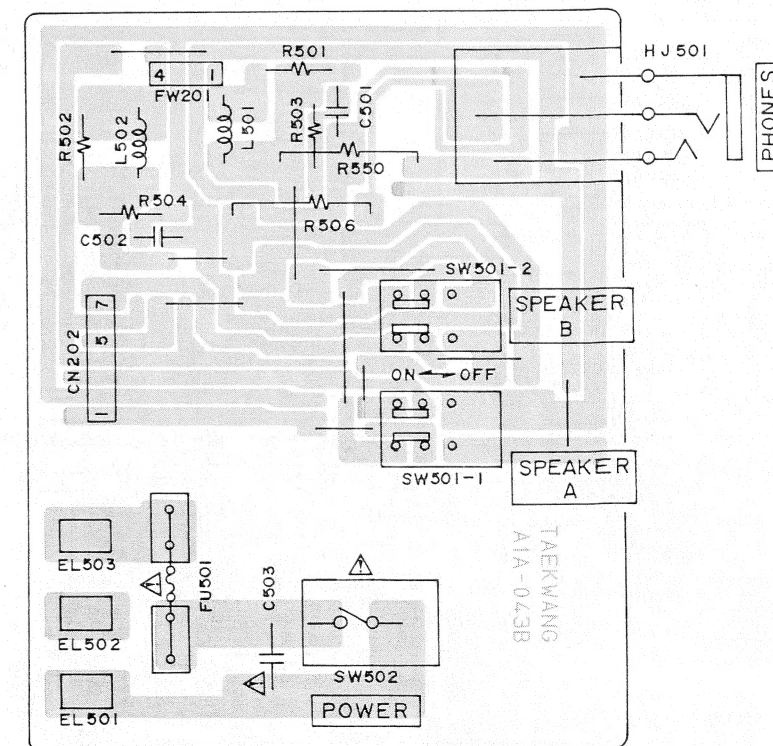 R501
HJ501
4 1
FW201
PHONES
R502
L502
L501
R503
C501
R550
R504
C502
R506
SW501-2
SPEAKER
B
CN202
7
5
1
ON OFF
SW501-1
SPEAKER
A
EL503
FU501
C503
TAEKWANG
A1A-043B
EL502
SW502
EL501
POWER